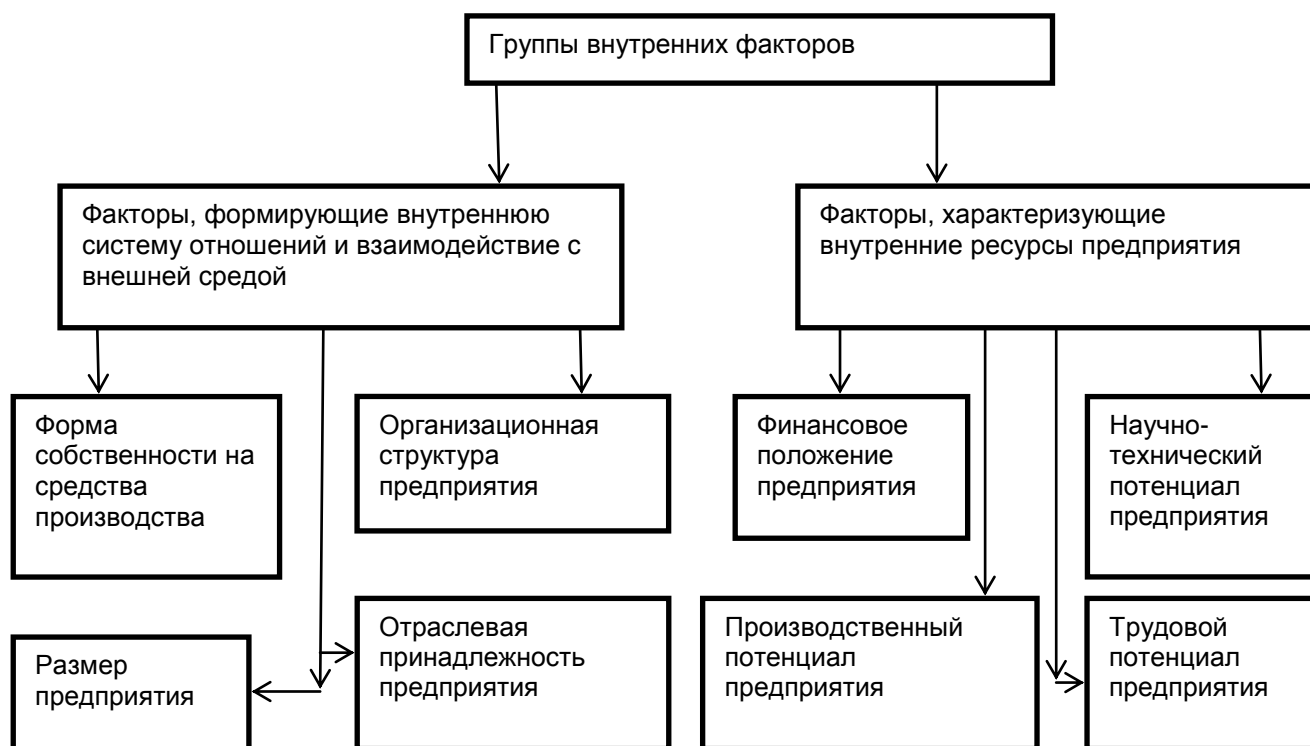 Группы внутренних факторов
Факторы, формирующие внутреннюю
систему отношений и взаимодействие с
внешней средой
Факторы, характеризующие
внутренние ресурсы предприятия
Форма
собственности на
средства
производства
Организационная
структура
предприятия
Финансовое
положение
предприятия
Научно-
технический
потенциал
предприятия
Размер
предприятия
Отраслевая
принадлежность
предприятия
Производственный
потенциал
предприятия
Трудовой
потенциал
предприятия